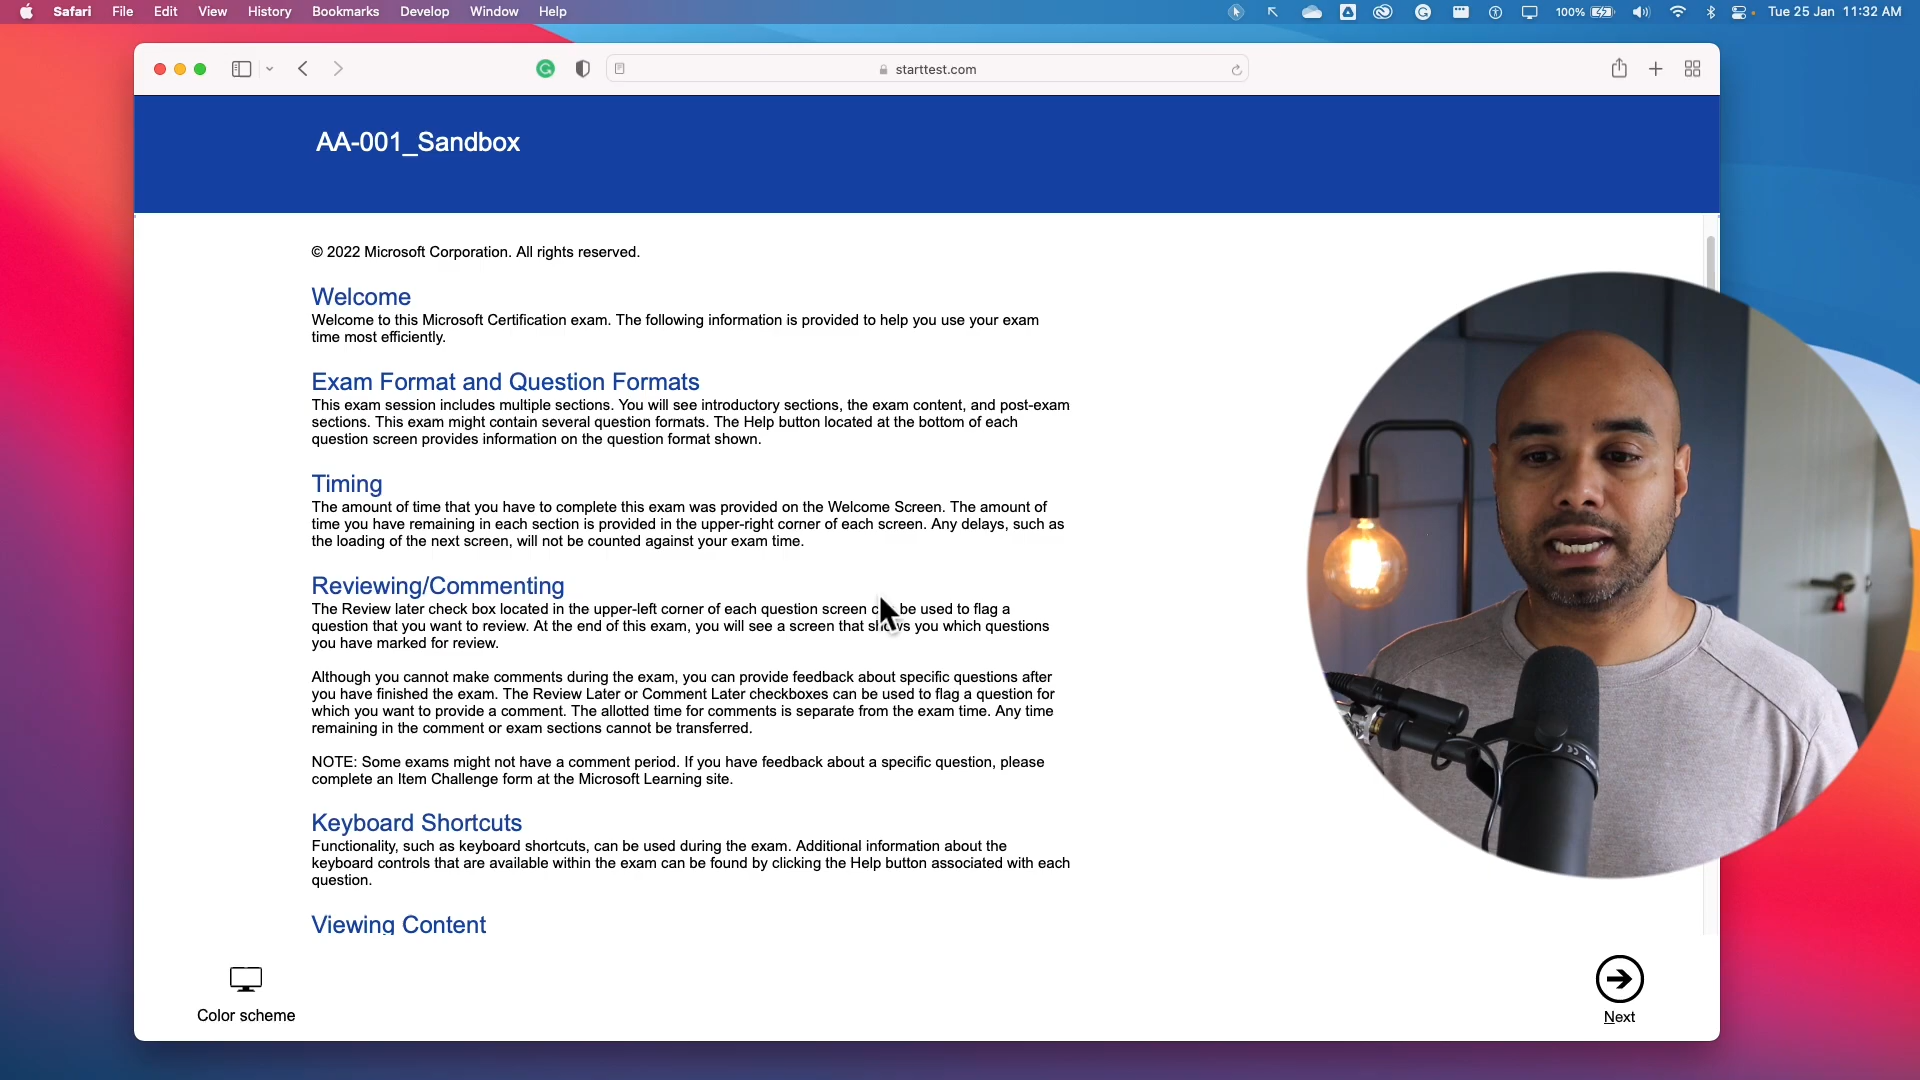 Safari File Edit View History Bookmarks Develop Window Help 100% Tue 25 Jan 11:32 AM
starttest.com
AA-001_Sandbox
© 2022 Microsoft Corporation. All rights reserved.
Welcome
Welcome to this Microsoft Certification exam. The following information is provided to help you use your exam
time most efficiently.
Exam Format and Question Formats
This exam session includes multiple sections. You will see introductory sections, the exam content, and post-exam
sections. This exam might contain several question formats. The Help button located at the bottom of each
question screen provides information on the question format shown.
Timing
The amount of time that you have to complete this exam was provided on the Welcome Screen. The amount of
time you have remaining in each section is provided in the upper-right corner of each screen. Any delays, such as
the loading of the next screen, will not be counted against your exam time.
Reviewing/Commenting
The Review later check box located in the upper-left corner of each question screen be used to flag a
question that you want to review. At the end of this exam, you will see a screen that you which questions
you have marked for review.
Although you cannot make comments during the exam, you can provide feedback about specific questions after
you have finished the exam. The Review Later or Comment Later checkboxes can be used to flag a question for
which you want to provide a comment. The allotted time for comments is separate from the exam time. Any time
remaining in the comment or exam sections cannot be transferred.
NOTE: Some exams might not have a comment period. If you have feedback about a specific question, please
complete an Item Challenge form at the Microsoft Learning site.
Keyboard Shortcuts
Functionality, such as keyboard shortcuts, can be used during the exam. Additional information about the
keyboard controls that are available within the exam can be found by clicking the Help button associated with each
question.
Viewing Content
Color scheme
Next